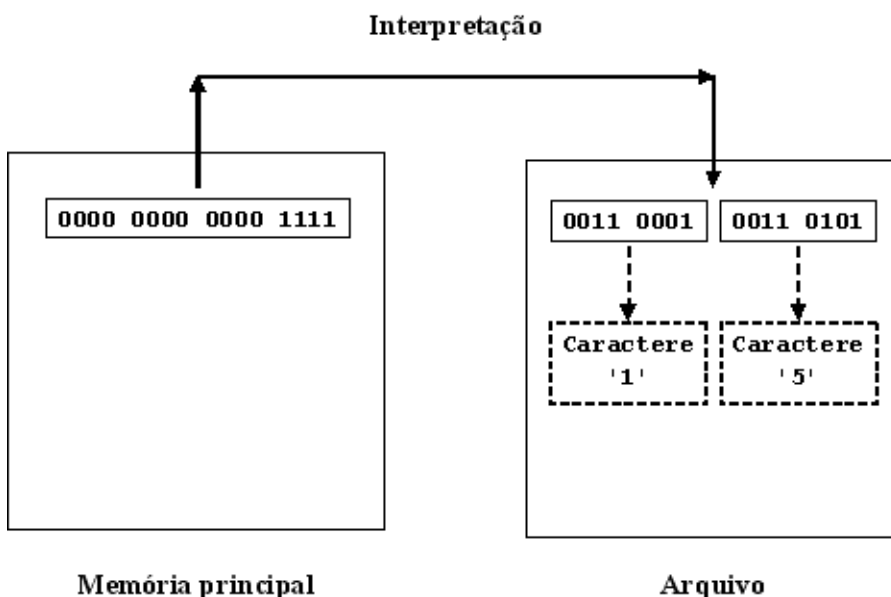 Interpretação
0000 0000 0000 1111
0011 0001 0011 0101
Caractere Caractere
'1' '5'
Memória principal Arquivo